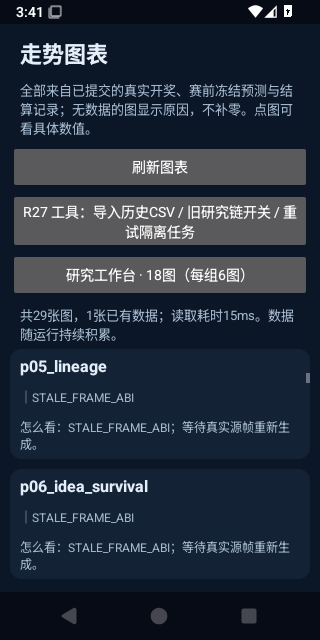 3:41
走势图表
全部来自已提交的真实开奖、赛前冻结预测与结
算记录；无数据的图显示原因，不补零。点图可
看具体数值。
刷新图表
R27 工具：导入历史CSV / 旧研究链开关 / 重
试隔离任务
研究工作台 · 18图（每组6图）
共29张图，1张已有数据；读取耗时15ms。数据
随运行持续积累。
p05_lineage
｜STALE_FRAME_ABI
怎么看：STALE_FRAME_ABI；等待真实源帧重新生
成。
p06_idea_survival
｜STALE_FRAME_ABI
怎么看：STALE_FRAME_ABI；等待真实源帧重新生
成。